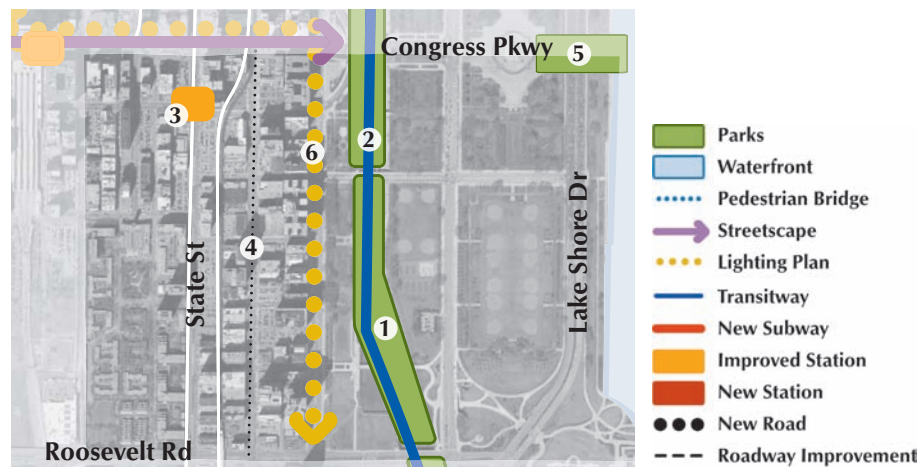 Congress Pkwy
5
3
2
6
4
State St
Lake Shore Dr
1
Roosevelt Rd
Parks
Waterfront
Pedestrian Bridge
Streetscape
Lighting Plan
Transitway
New Subway
Improved Station
New Station
New Road
Roadway Improvement